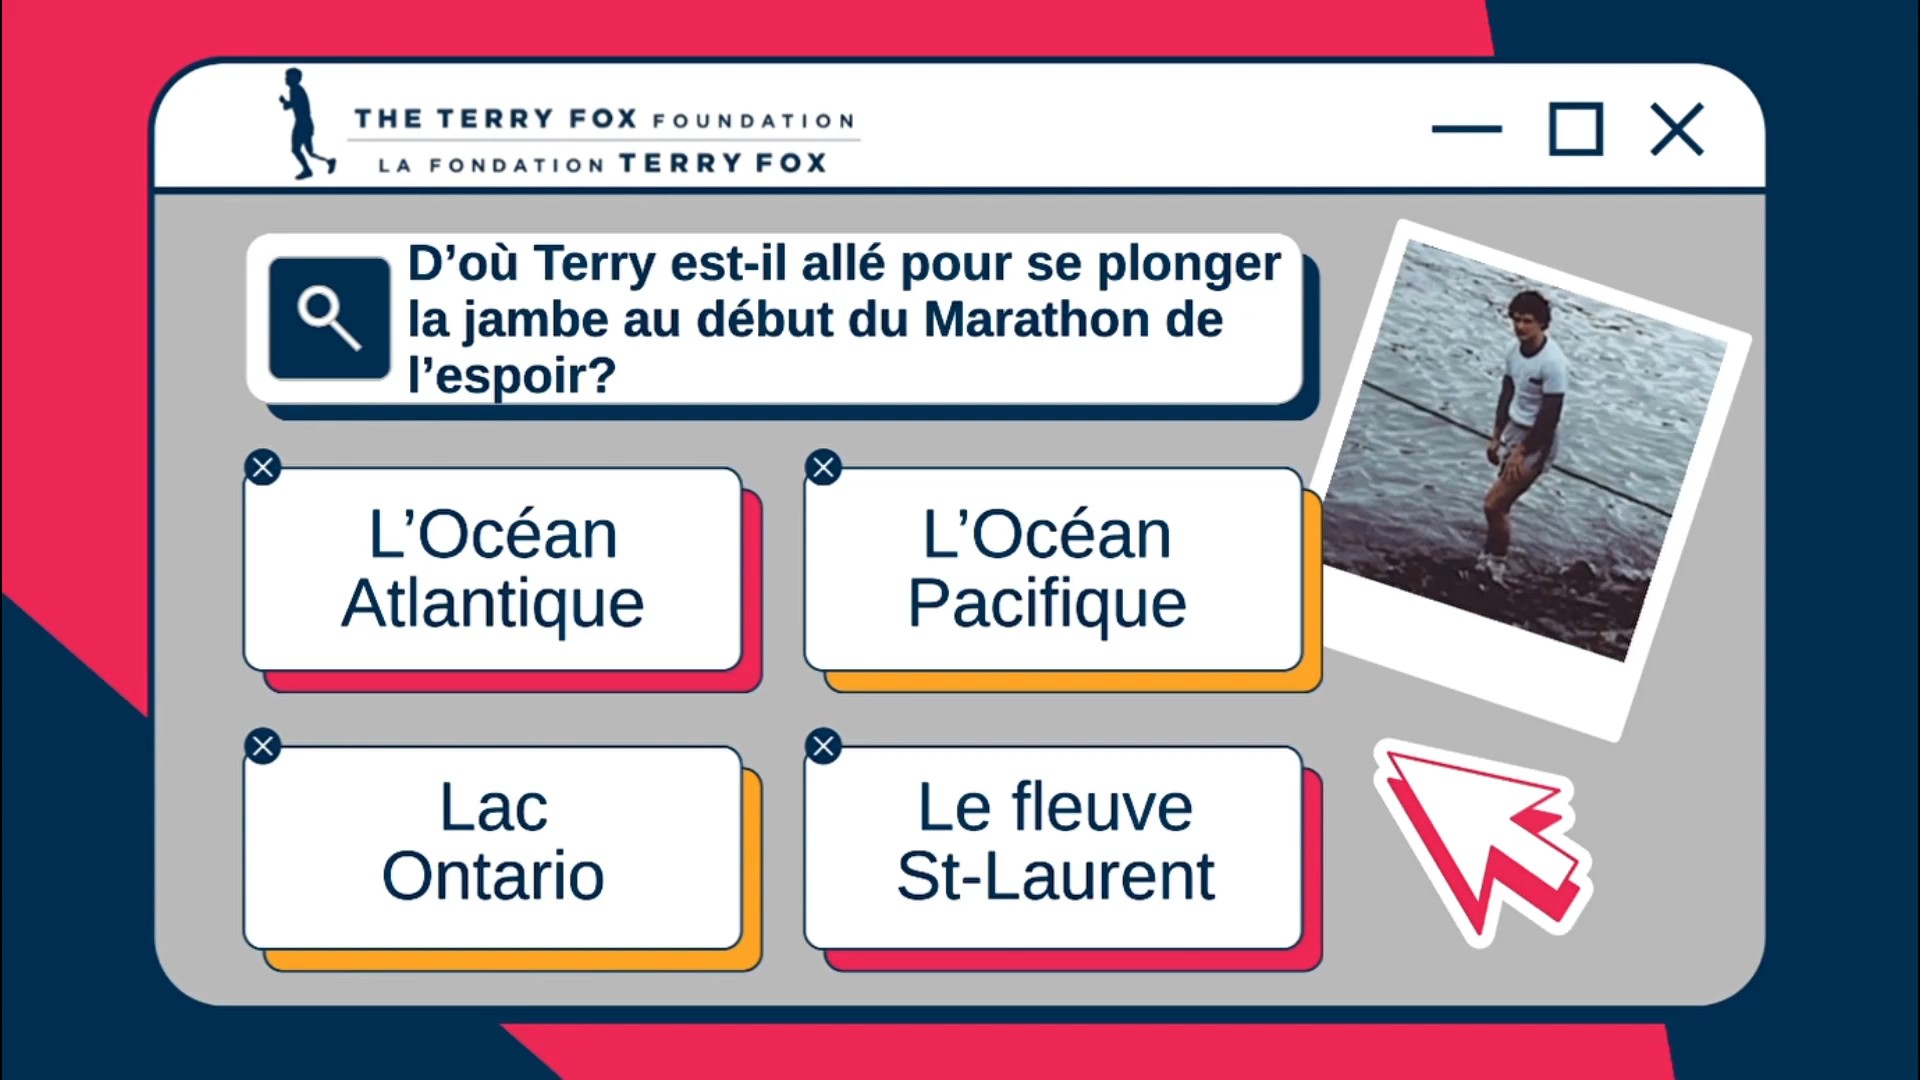 THE TERRY FOX FOUNDATION
LA FONDATION TERRY FOX
D’où Terry est-il allé pour se plonger
la jambe au début du Marathon de
l’espoir?
L’Océan
Atlantique
L’Océan
Pacifique
Lac
Ontario
Le fleuve
St-Laurent